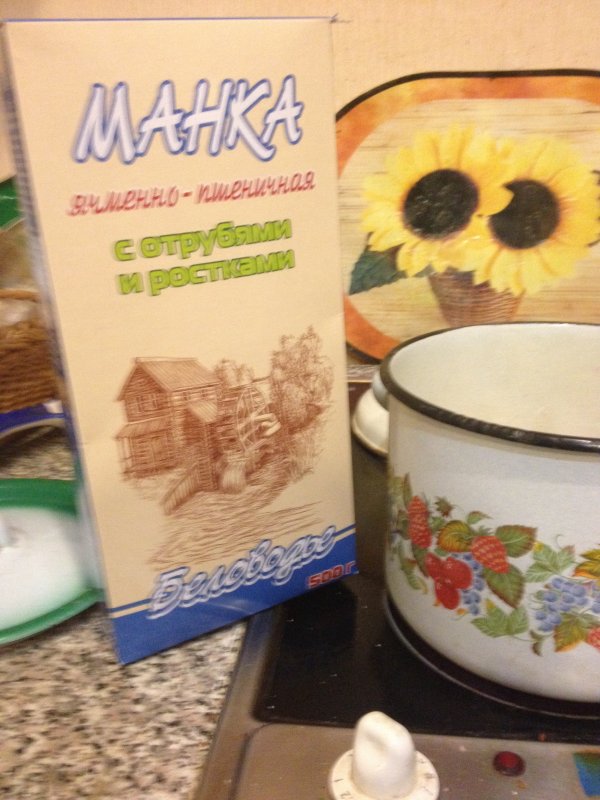 МАНКА
ячменно-пшеничная
с отрубями
и ростками
Беловодье
500 г